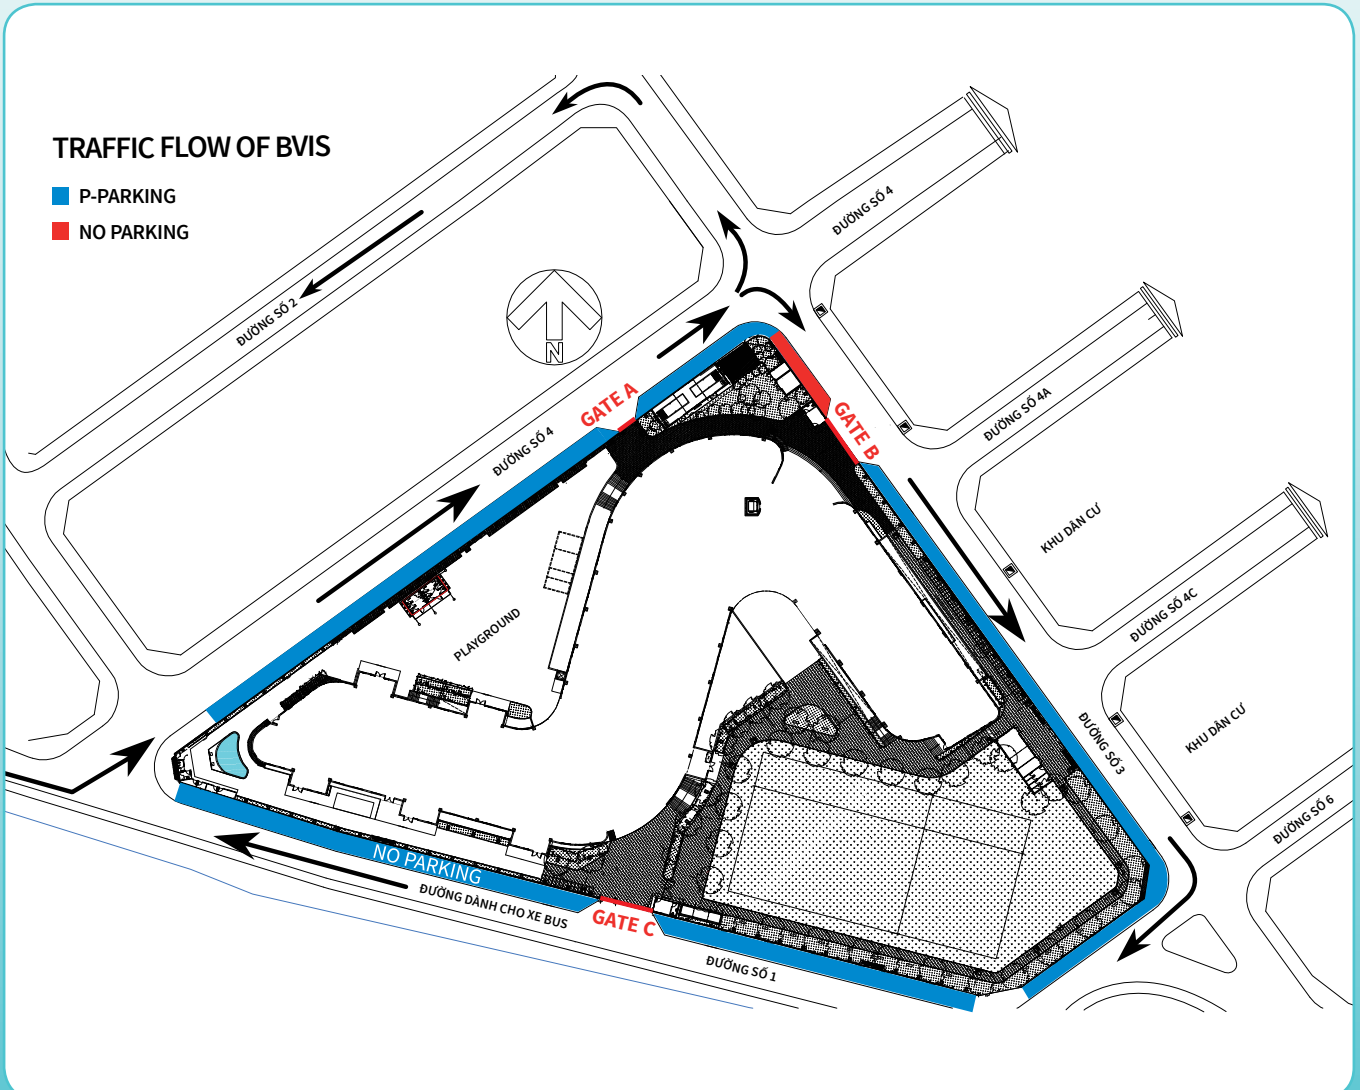 TRAFFIC FLOW OF BVIS
P-PARKING
NO PARKING
ĐƯỜNG SỐ 4
ĐƯỜNG SỐ 2
N
GATE A
GATE B
ĐƯỜNG SỐ 4A
ĐƯỜNG SỐ 4
KHU DÂN CƯ
PLAYGROUND
ĐƯỜNG SỐ 4C
KHU DÂN CƯ
ĐƯỜNG SỐ 3
ĐƯỜNG SỐ 6
NO PARKING
ĐƯỜNG DÀNH CHO XE BUS
GATE C
ĐƯỜNG SỐ 1